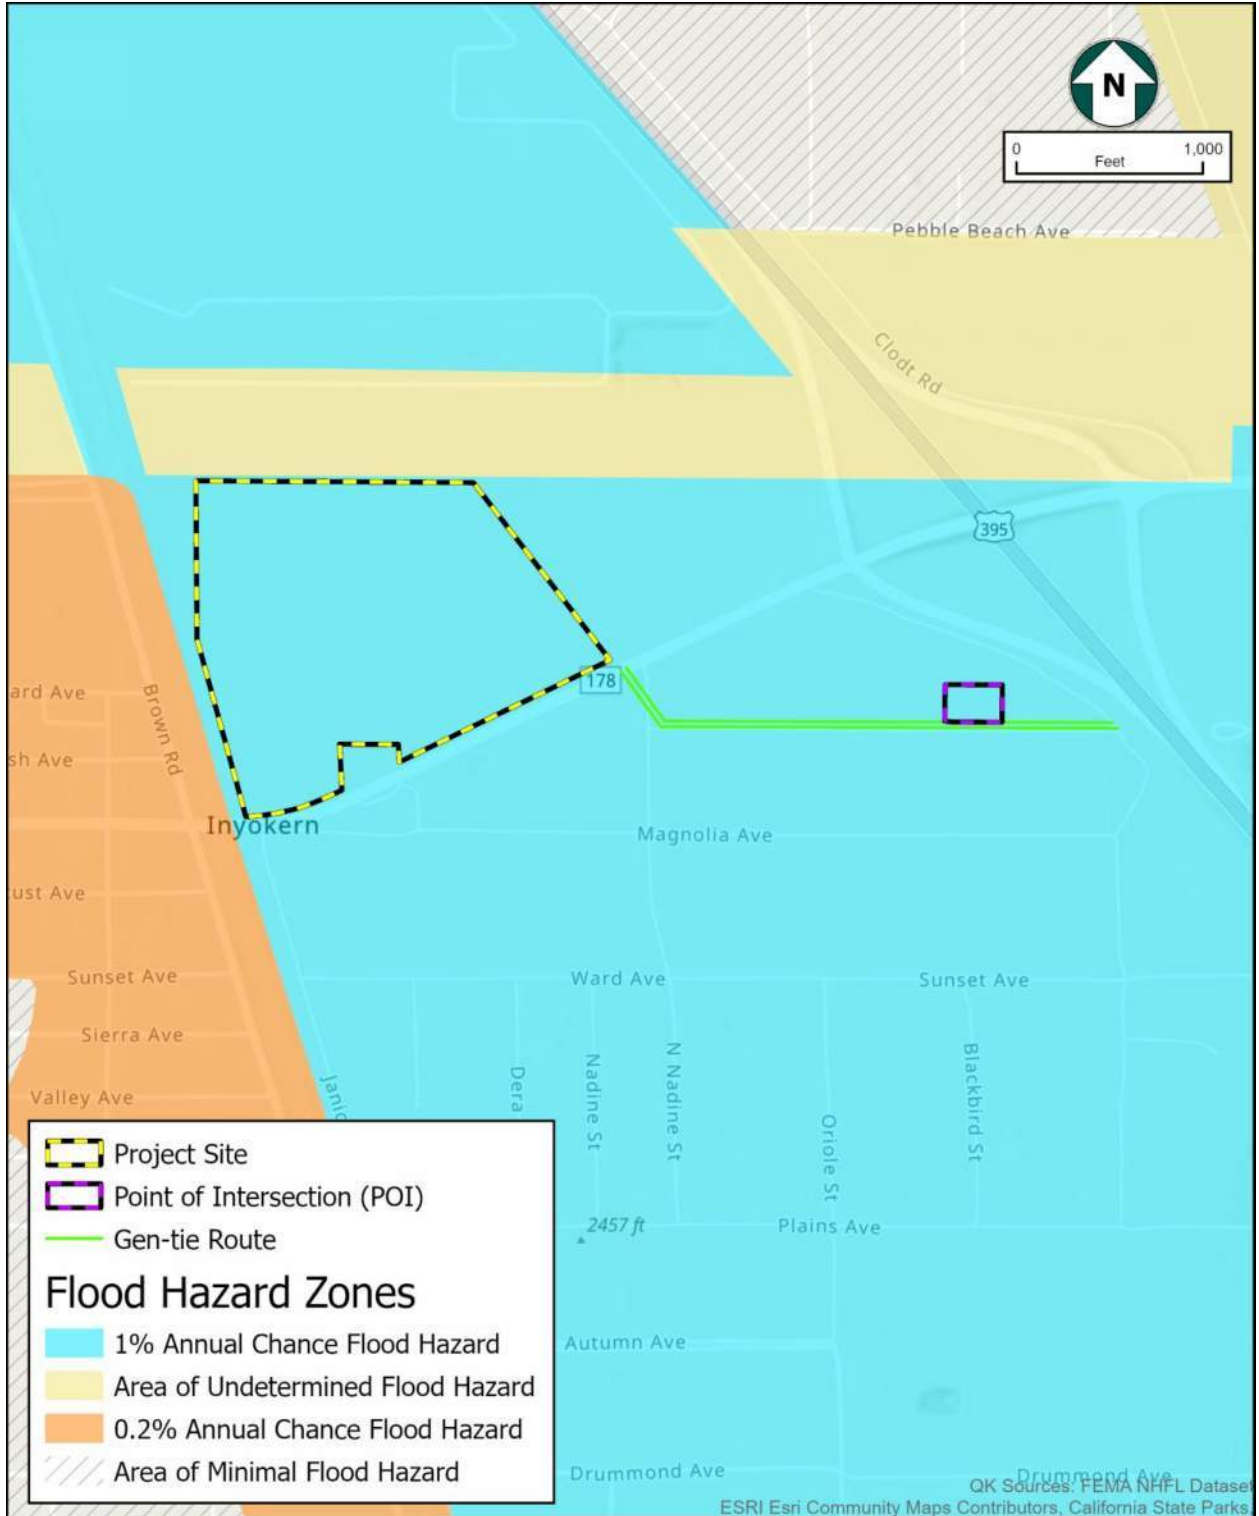 N
0 1,000
Feet
Pebble Beach Ave
Clodt Rd
395
178
ard Ave
Brown Rd
sh Ave
Inyokern
Magnolia Ave
ust Ave
Sunset Ave
Ward Ave
Sunset Ave
Sierra Ave
Valley Ave
Janic
Dera
Nadine St
N Nadine St
Oriole St
Blackbird St
2457 ft
Plains Ave
Autumn Ave
Drummond Ave
Drummond Ave
Project Site
Point of Intersection (POI)
Gen-tie Route
Flood Hazard Zones
1% Annual Chance Flood Hazard
Area of Undetermined Flood Hazard
0.2% Annual Chance Flood Hazard
Area of Minimal Flood Hazard
QK Sources: FEMA NHFL Dataset
ESRI Esri Community Maps Contributors, California State Parks,